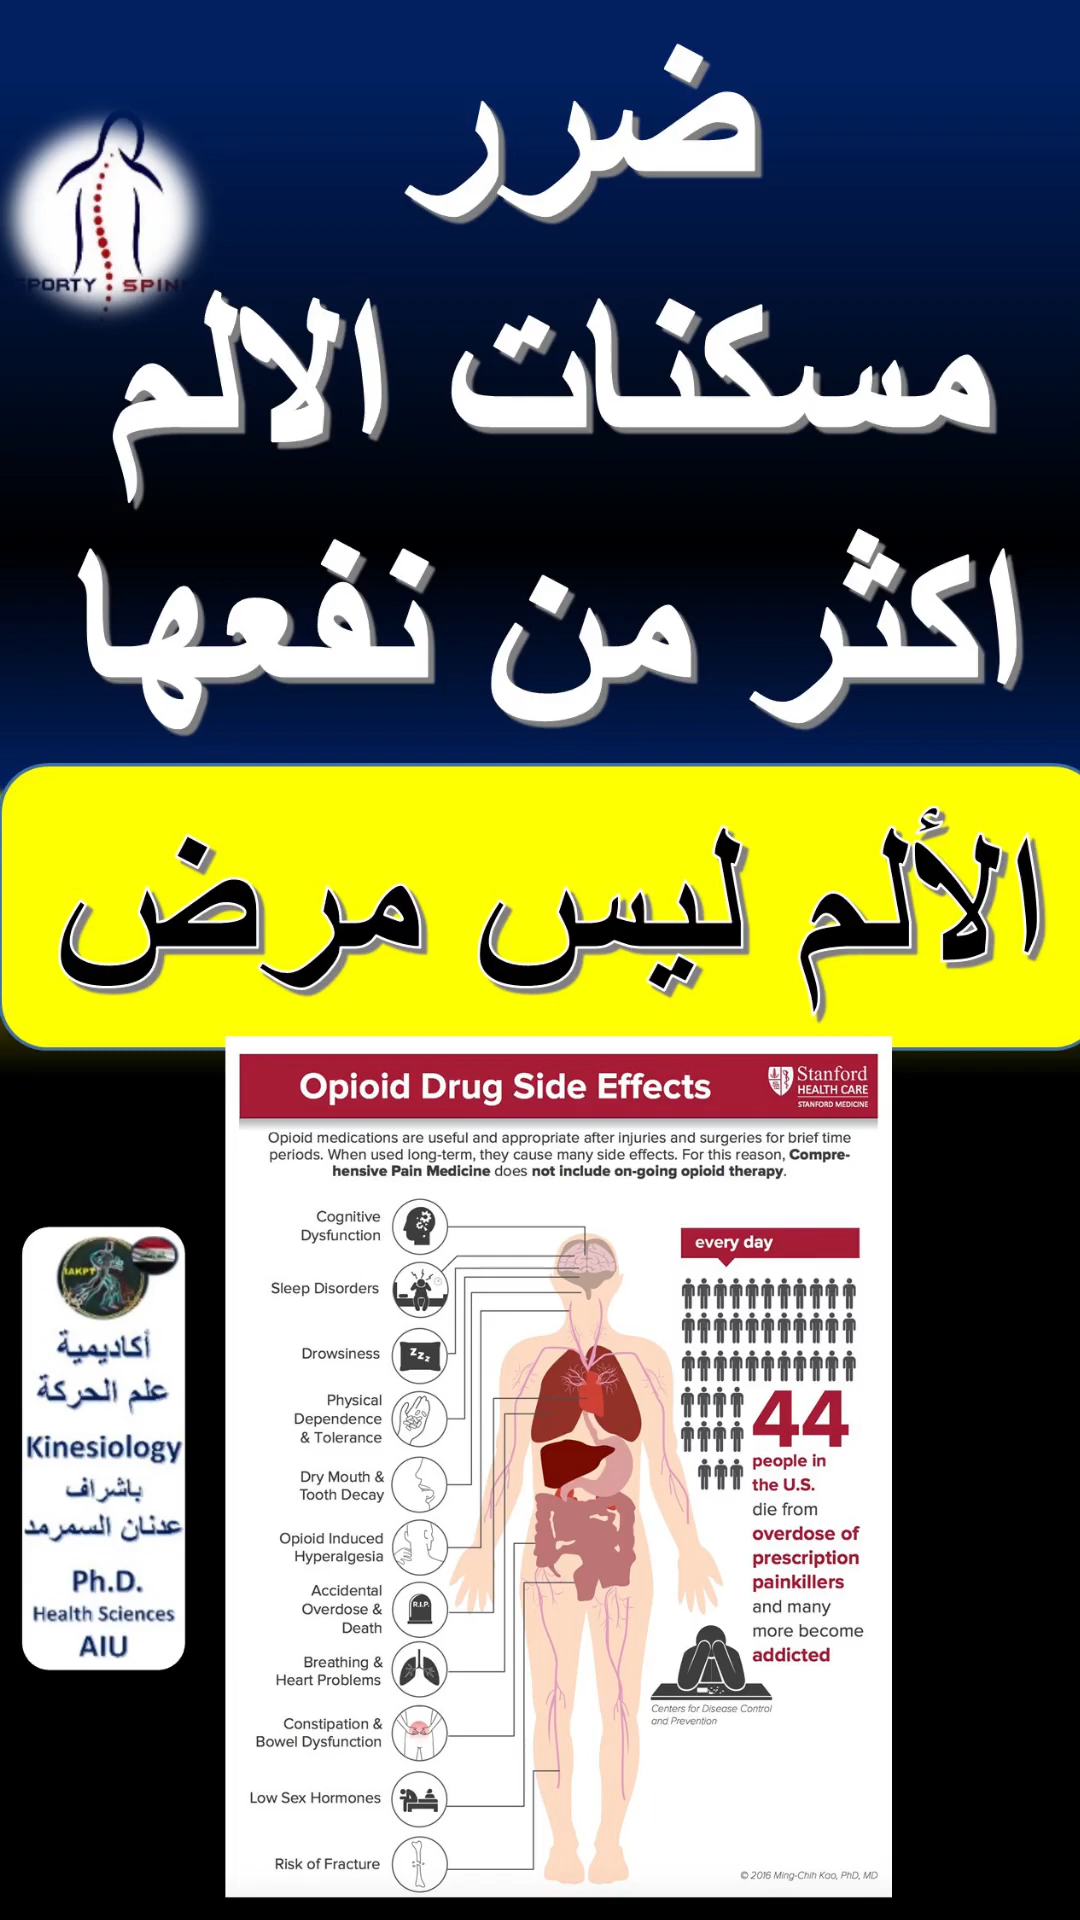 ضرر
SPORTY SPINE
مسكنات الالم
اكثر من نفعها
الألم ليس مرض
Opioid Drug Side Effects
Stanford
HEALTH CARE
STANFORD MEDICINE
Opioid medications are useful and appropriate after injuries and surgeries for brief time
periods. When used long-term, they cause many side effects. For this reason, Compre-
hensive Pain Medicine does not include on-going opioid therapy.
Cognitive
Dysfunction
Sleep Disorders
Drowsiness
zzz
Physical
Dependence
& Tolerance
Dry Mouth &
Tooth Decay
Opioid Induced
Hyperalgesia
Accidental
Overdose &
Death
R.I.P.
Breathing &
Heart Problems
Constipation &
Bowel Dysfunction
Low Sex Hormones
Risk of Fracture
every day
44
people in
the U.S.
die from
overdose of
prescription
painkillers
and many
more become
addicted
Centers for Disease Control
and Prevention
© 2016 Ming-Chih Kao, PhD, MD
IAKPT
أكاديمية
علم الحركة
Kinesiology
باشراف
عدنان السمرمد
Ph.D.
Health Sciences
AIU